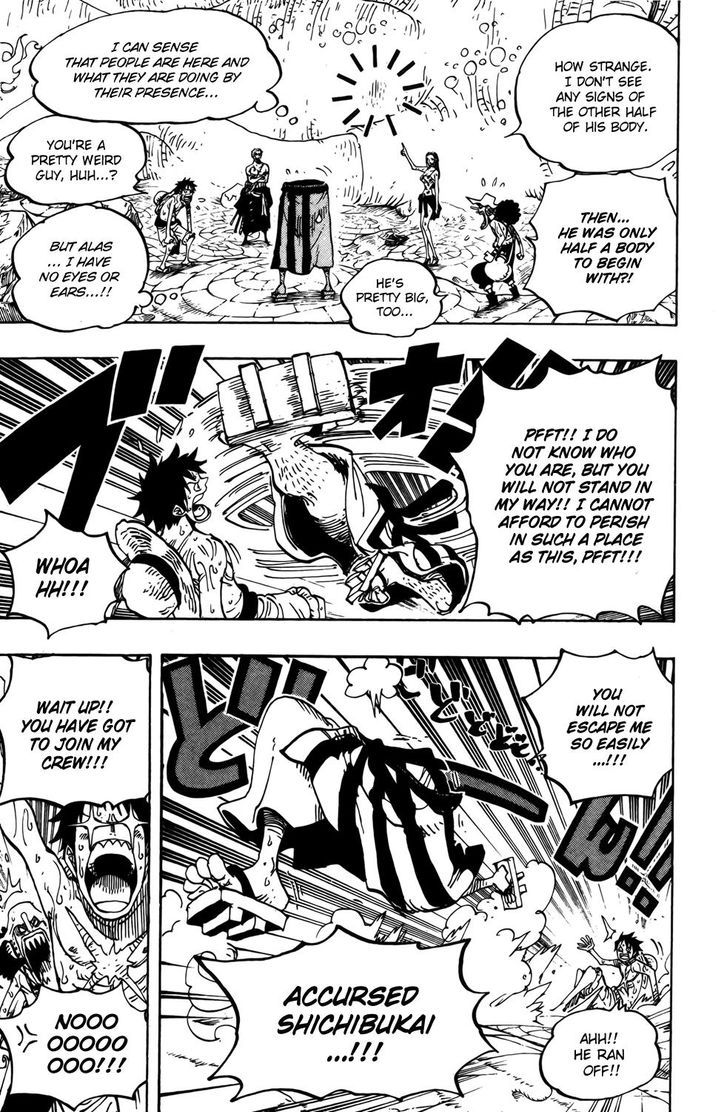 HOW STRANGE.
I DON'T SEE
ANY SIGNS OF
THE OTHER HALF
OF HIS BODY.
THEN...
HE WAS ONLY
HALF A BODY
TO BEGIN
WITH?!
I CAN SENSE
THAT PEOPLE ARE HERE AND
WHAT THEY ARE DOING BY
THEIR PRESENCE...
HE'S
PRETTY BIG,
TOO...
YOU'RE A
PRETTY WEIRD
GUY, HUH...?
BUT ALAS
... I HAVE
NO EYES OR
EARS...!!
PFFT!! I DO
NOT KNOW WHO
YOU ARE, BUT YOU
WILL NOT STAND IN
MY WAY!! I CANNOT
AFFORD TO PERISH
IN SUCH A PLACE
AS THIS, PFFT!!!
オ
ブ
WHOA
HH!!!
YOU
WILL NOT
ESCAPE ME
SO EASILY
...!!!
ど
ACCURSED
SHICHIBUKAI
...!!!
AHH!!
HE RAN
OFF!!
WAIT UP!!
YOU HAVE GOT
TO JOIN MY
CREW!!!
NOOO
OOOOOO
OOO!!!